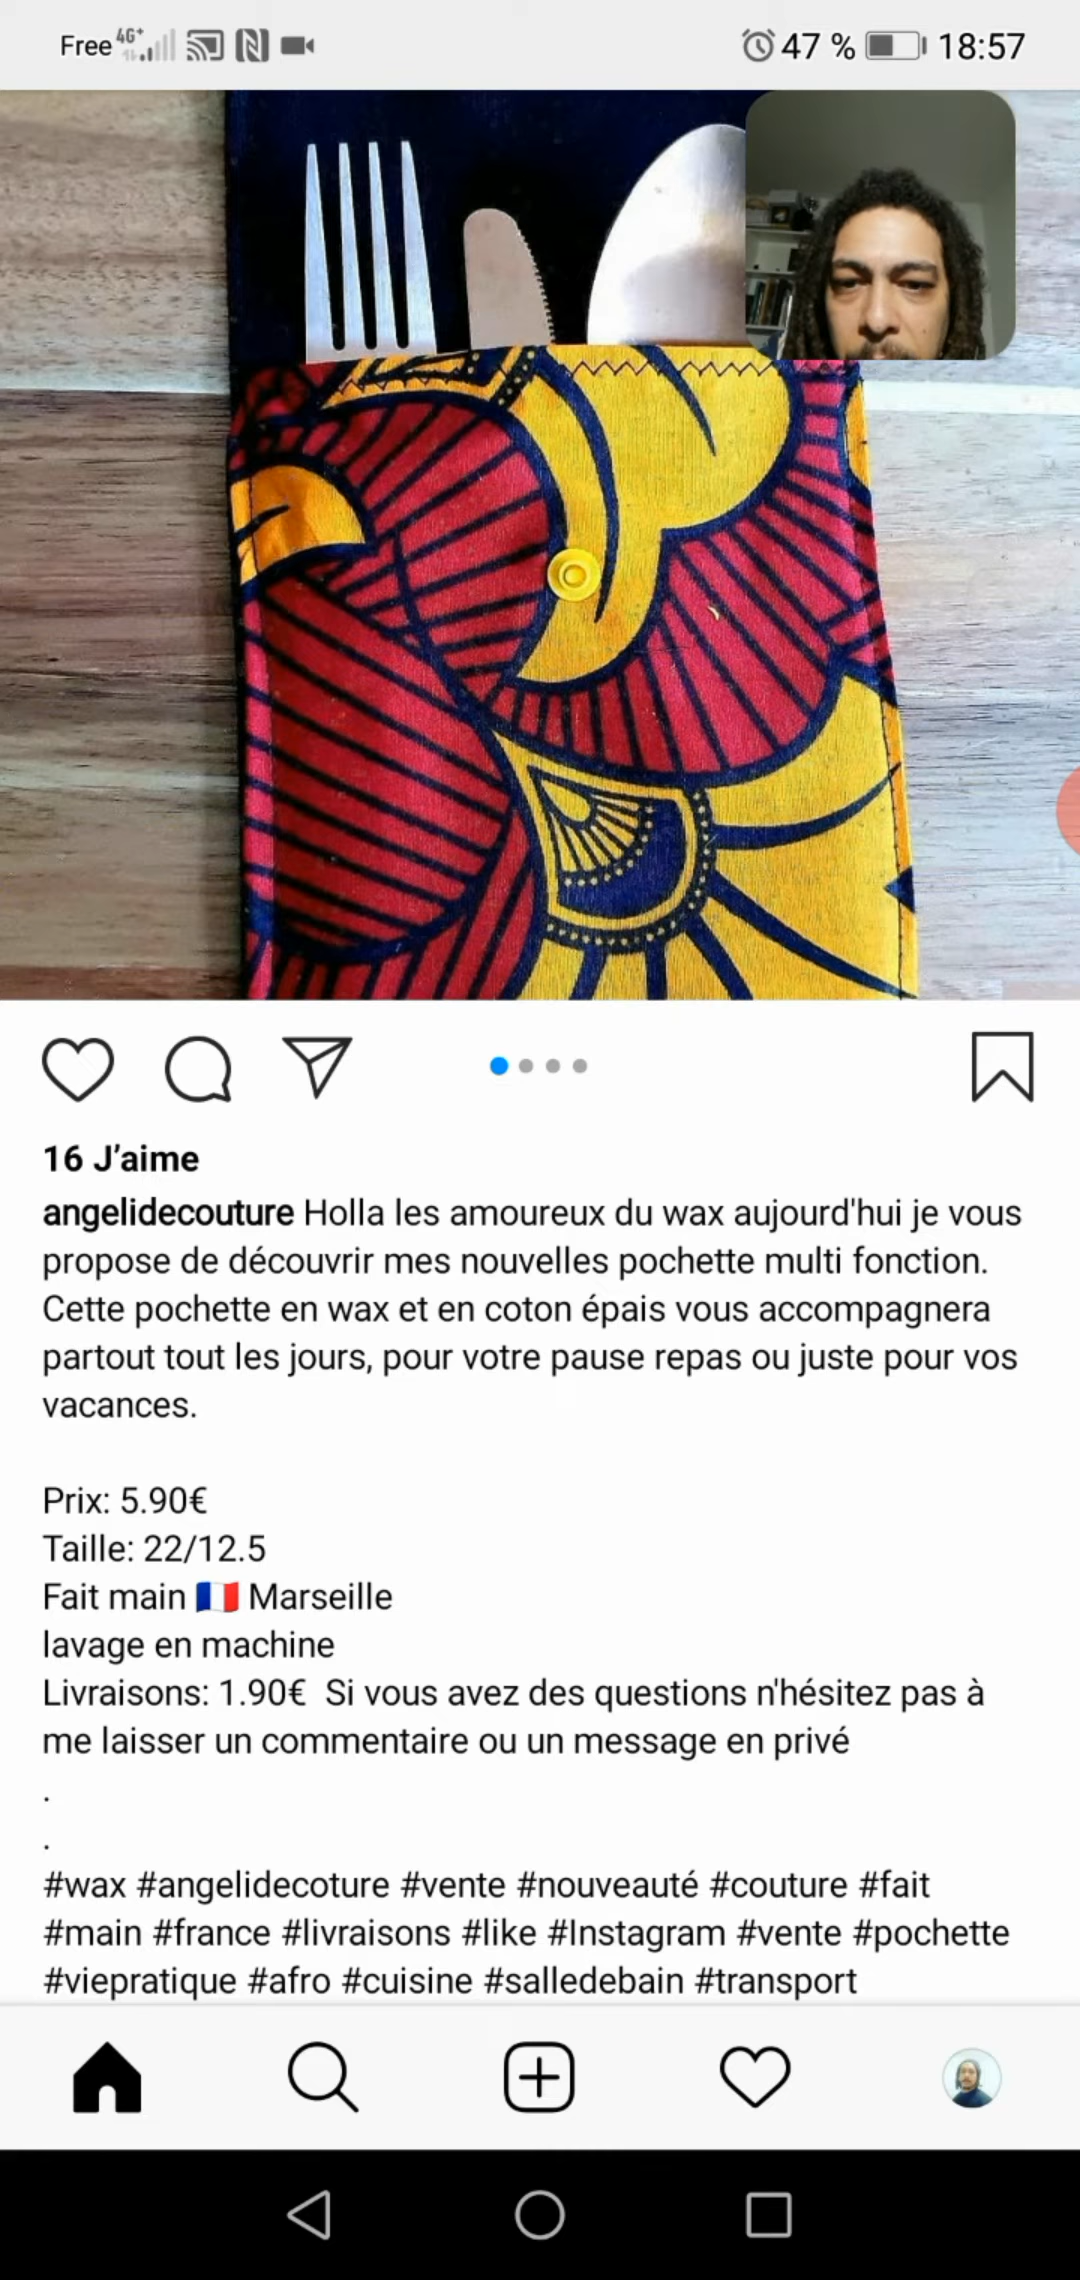 Free 4G+ 47 % 18:57
16 J’aime
angelidecouture Holla les amoureux du wax aujourd'hui je vous
propose de découvrir mes nouvelles pochette multi fonction.
Cette pochette en wax et en coton épais vous accompagnera
partout tout les jours, pour votre pause repas ou juste pour vos
vacances.
Prix: 5.90€
Taille: 22/12.5
Fait main 🇫🇷 Marseille
lavage en machine
Livraisons: 1.90€  Si vous avez des questions n'hésitez pas à
me laisser un commentaire ou un message en privé
.
.
#wax #angelidecoture #vente #nouveauté #couture #fait
#main #france #livraisons #like #Instagram #vente #pochette
#viepratique #afro #cuisine #salledebain #transport